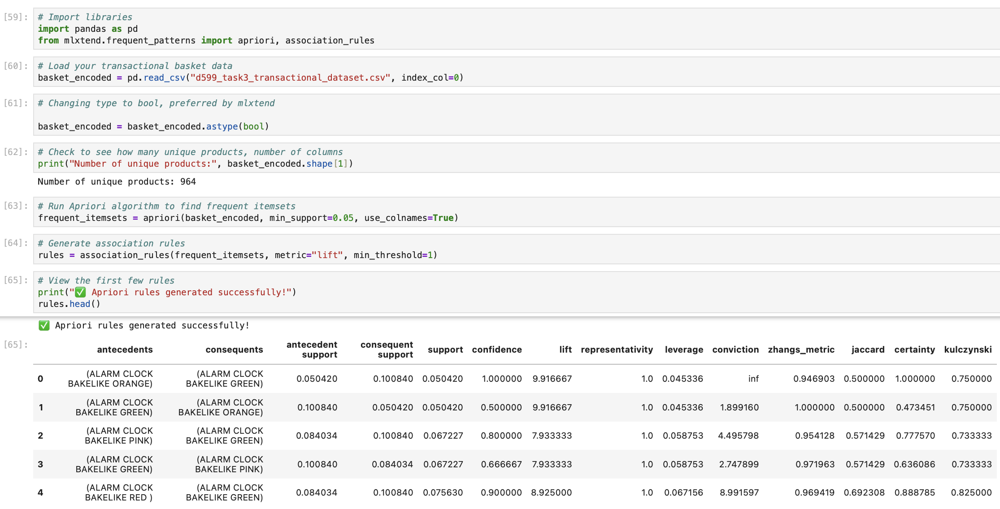 [59]: # Import libraries
import pandas as pd
from mlxtend.frequent_patterns import apriori, association_rules
[60]: # Load your transactional basket data
basket_encoded = pd.read_csv("d599_task3_transactional_dataset.csv", index_col=0)
[61]: # Changing type to bool, preferred by mlxtend
basket_encoded = basket_encoded.astype(bool)
[62]: # Check to see how many unique products, number of columns
print("Number of unique products:", basket_encoded.shape[1])
Number of unique products: 964
[63]: # Run Apriori algorithm to find frequent itemsets
frequent_itemsets = apriori(basket_encoded, min_support=0.05, use_colnames=True)
[64]: # Generate association rules
rules = association_rules(frequent_itemsets, metric="lift", min_threshold=1)
[65]: # View the first few rules
print("✅ Apriori rules generated successfully!")
rules.head()
✅ Apriori rules generated successfully!
[65]:
antecedents consequents antecedent support consequent support support confidence lift representativity leverage conviction zhangs_metric jaccard certainty kulczynski
0 (ALARM CLOCK BAKELIKE ORANGE) (ALARM CLOCK BAKELIKE GREEN) 0.050420 0.100840 0.050420 1.000000 9.916667 1.0 0.045336 inf 0.946903 0.500000 1.000000 0.750000
1 (ALARM CLOCK BAKELIKE GREEN) (ALARM CLOCK BAKELIKE ORANGE) 0.100840 0.050420 0.050420 0.500000 9.916667 1.0 0.045336 1.899160 1.000000 0.500000 0.473451 0.750000
2 (ALARM CLOCK BAKELIKE PINK) (ALARM CLOCK BAKELIKE GREEN) 0.084034 0.100840 0.067227 0.800000 7.933333 1.0 0.058753 4.495798 0.954128 0.571429 0.777570 0.733333
3 (ALARM CLOCK BAKELIKE GREEN) (ALARM CLOCK BAKELIKE PINK) 0.100840 0.084034 0.067227 0.666667 7.933333 1.0 0.058753 2.747899 0.971963 0.571429 0.636086 0.733333
4 (ALARM CLOCK BAKELIKE RED ) (ALARM CLOCK BAKELIKE GREEN) 0.084034 0.100840 0.075630 0.900000 8.925000 1.0 0.067156 8.991597 0.969419 0.692308 0.888785 0.825000